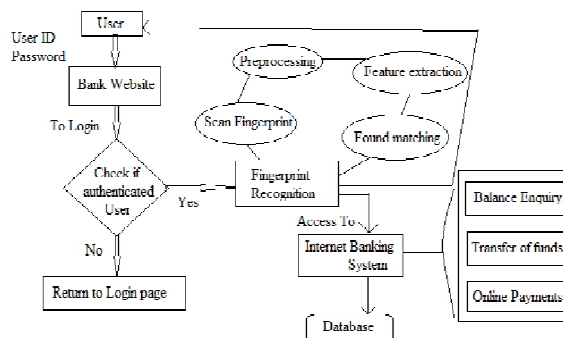 User
User ID
Password
Bank Website
To Login
Check if
authenticated
User
Yes
No
Return to Login page
Preprocessing
Feature extraction
Scan Fingerprint
Found matching
Fingerprint
Recognition
Access To
Internet Banking
System
Database
Balance Enquiry
Transfer of funds
Online Payments